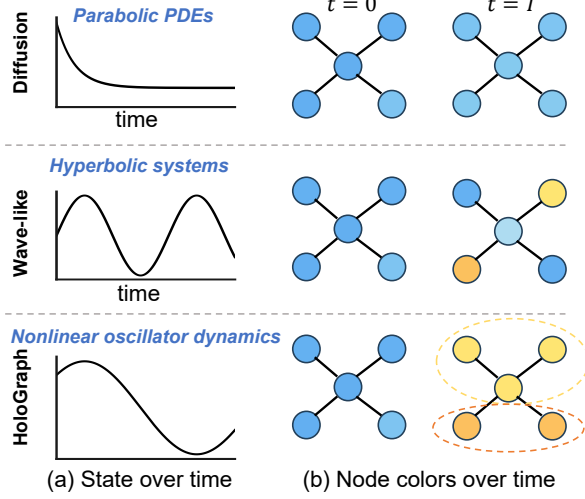 Diffusion
Parabolic PDEs
t = 0
t = T
time
Wave-like
Hyperbolic systems
time
HoloGraph
Nonlinear oscillator dynamics
(a) State over time
(b) Node colors over time